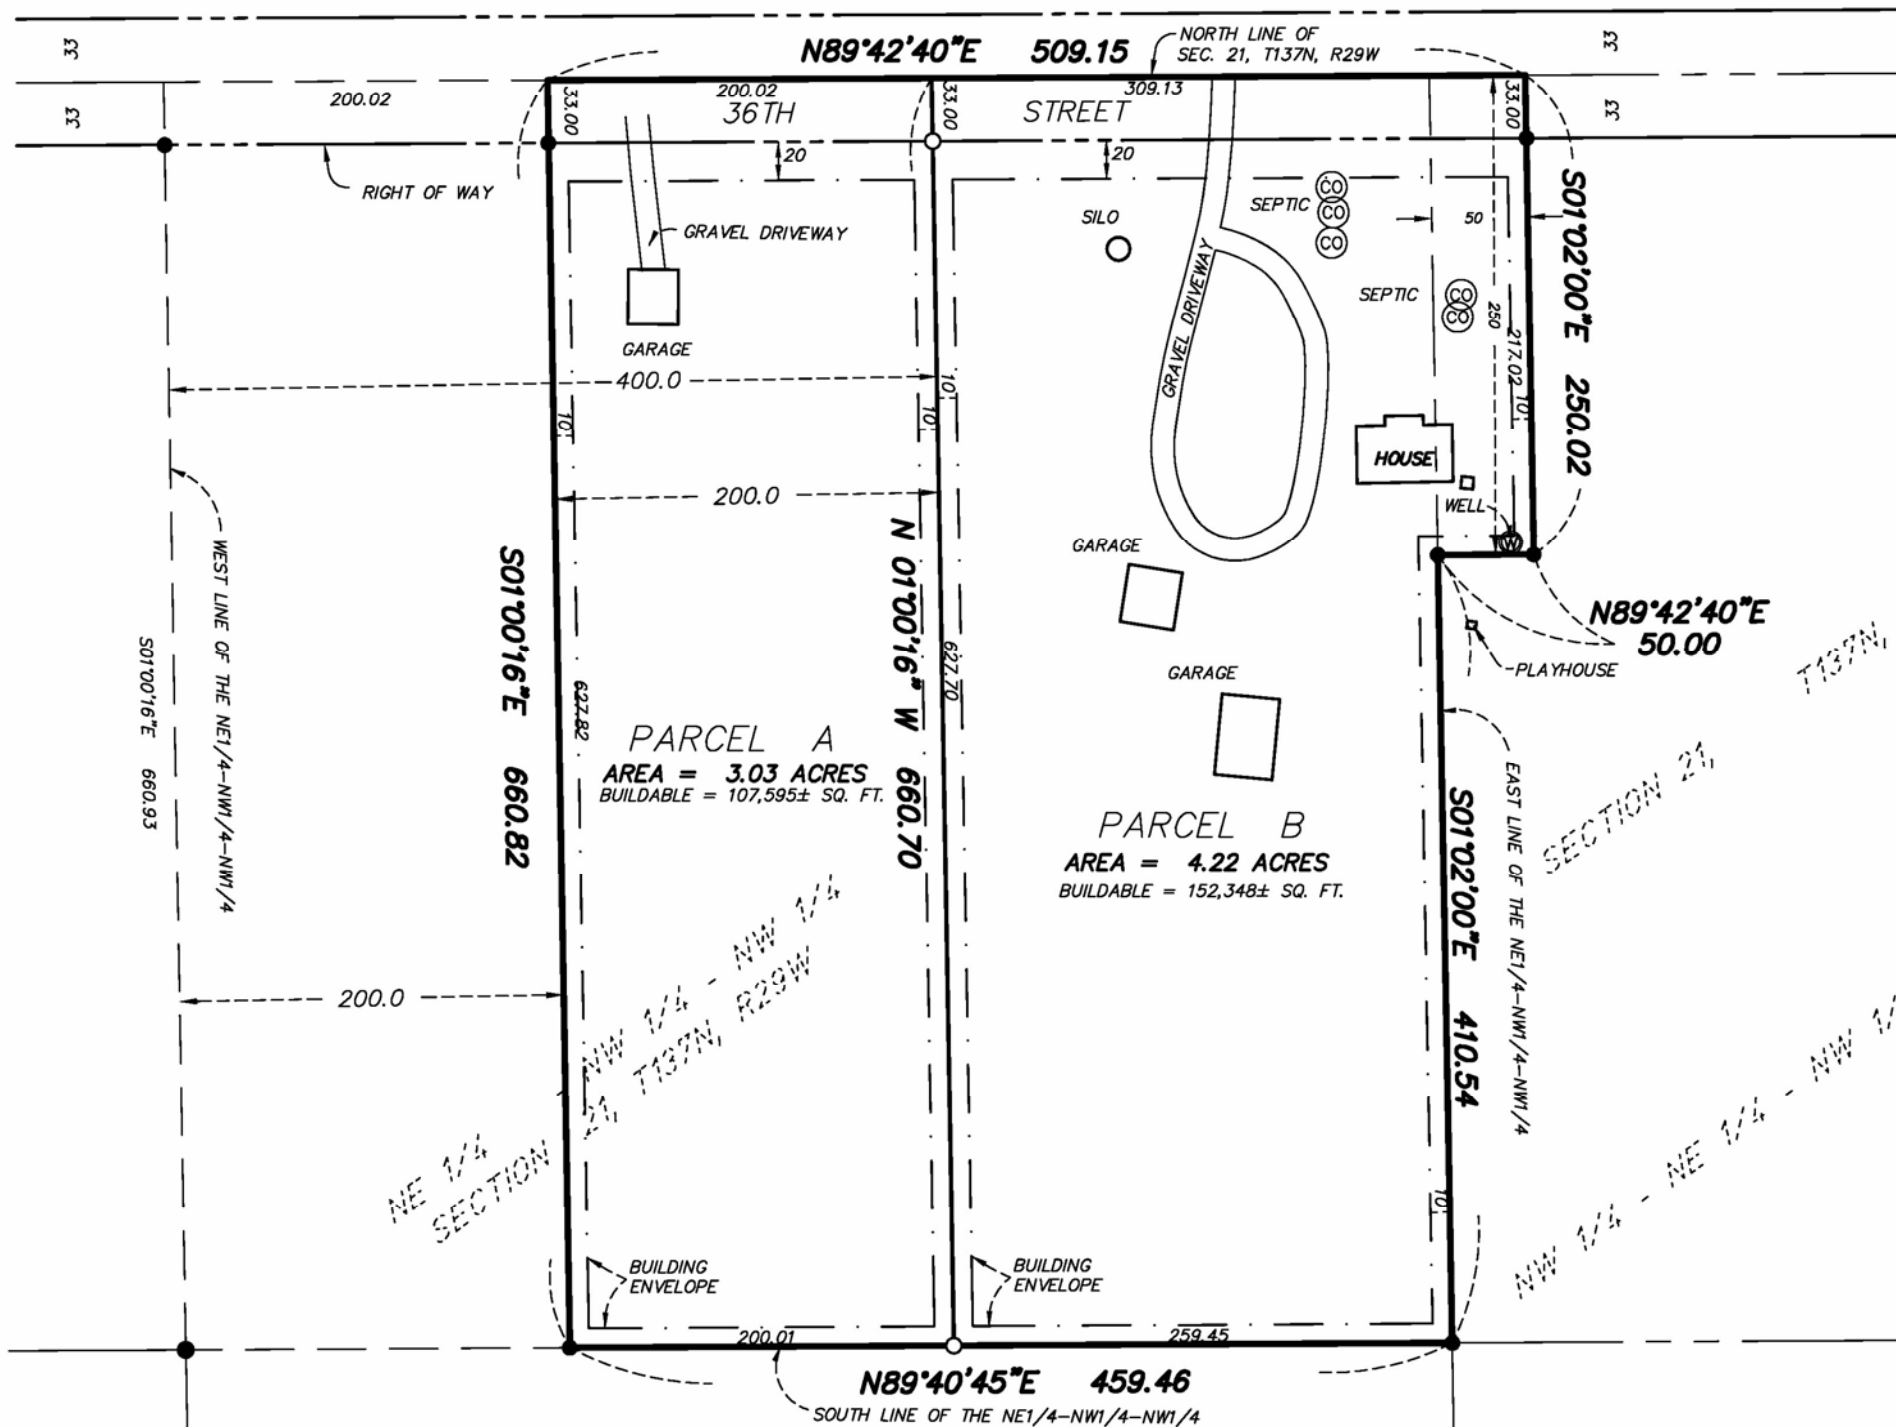 33
N89°42'40"E 509.15
NORTH LINE OF
SEC. 21, T137N, R29W
33
33
200.02
33.00
200.02
36TH
33.00
STREET
309.13
33.00
33
RIGHT OF WAY
20
20
GRAVEL DRIVEWAY
SILO
SEPTIC
CO
CO
CO
50
S01°02'00"E 250.02
GARAGE
GRAVEL DRIVEWAY
SEPTIC
CO
CO
250
217.02
400.0
10'
10'
10'
10'
HOUSE
200.0
WELL
W
WEST LINE OF THE NE1/4-NW1/4-NW1/4
S01°00'16"E 660.93
S01°00'16"E 660.82
627.82
N 01°00'16" W 660.70
627.70
GARAGE
N89°42'40"E
50.00
PLAYHOUSE
GARAGE
PARCEL A
AREA = 3.03 ACRES
BUILDABLE = 107,595± SQ. FT.
PARCEL B
AREA = 4.22 ACRES
BUILDABLE = 152,348± SQ. FT.
S01°02'00"E 410.54
EAST LINE OF THE NE1/4-NW1/4-NW1/4
T137N,
SECTION 21,
NW 1/4 - NE 1/4 - NW 1/
200.0
NE 1/4 - NW 1/4 - NW 1/4
SECTION 21, T137N, R29W
10'
BUILDING
ENVELOPE
BUILDING
ENVELOPE
200.01
259.45
N89°40'45"E 459.46
SOUTH LINE OF THE NE1/4-NW1/4-NW1/4